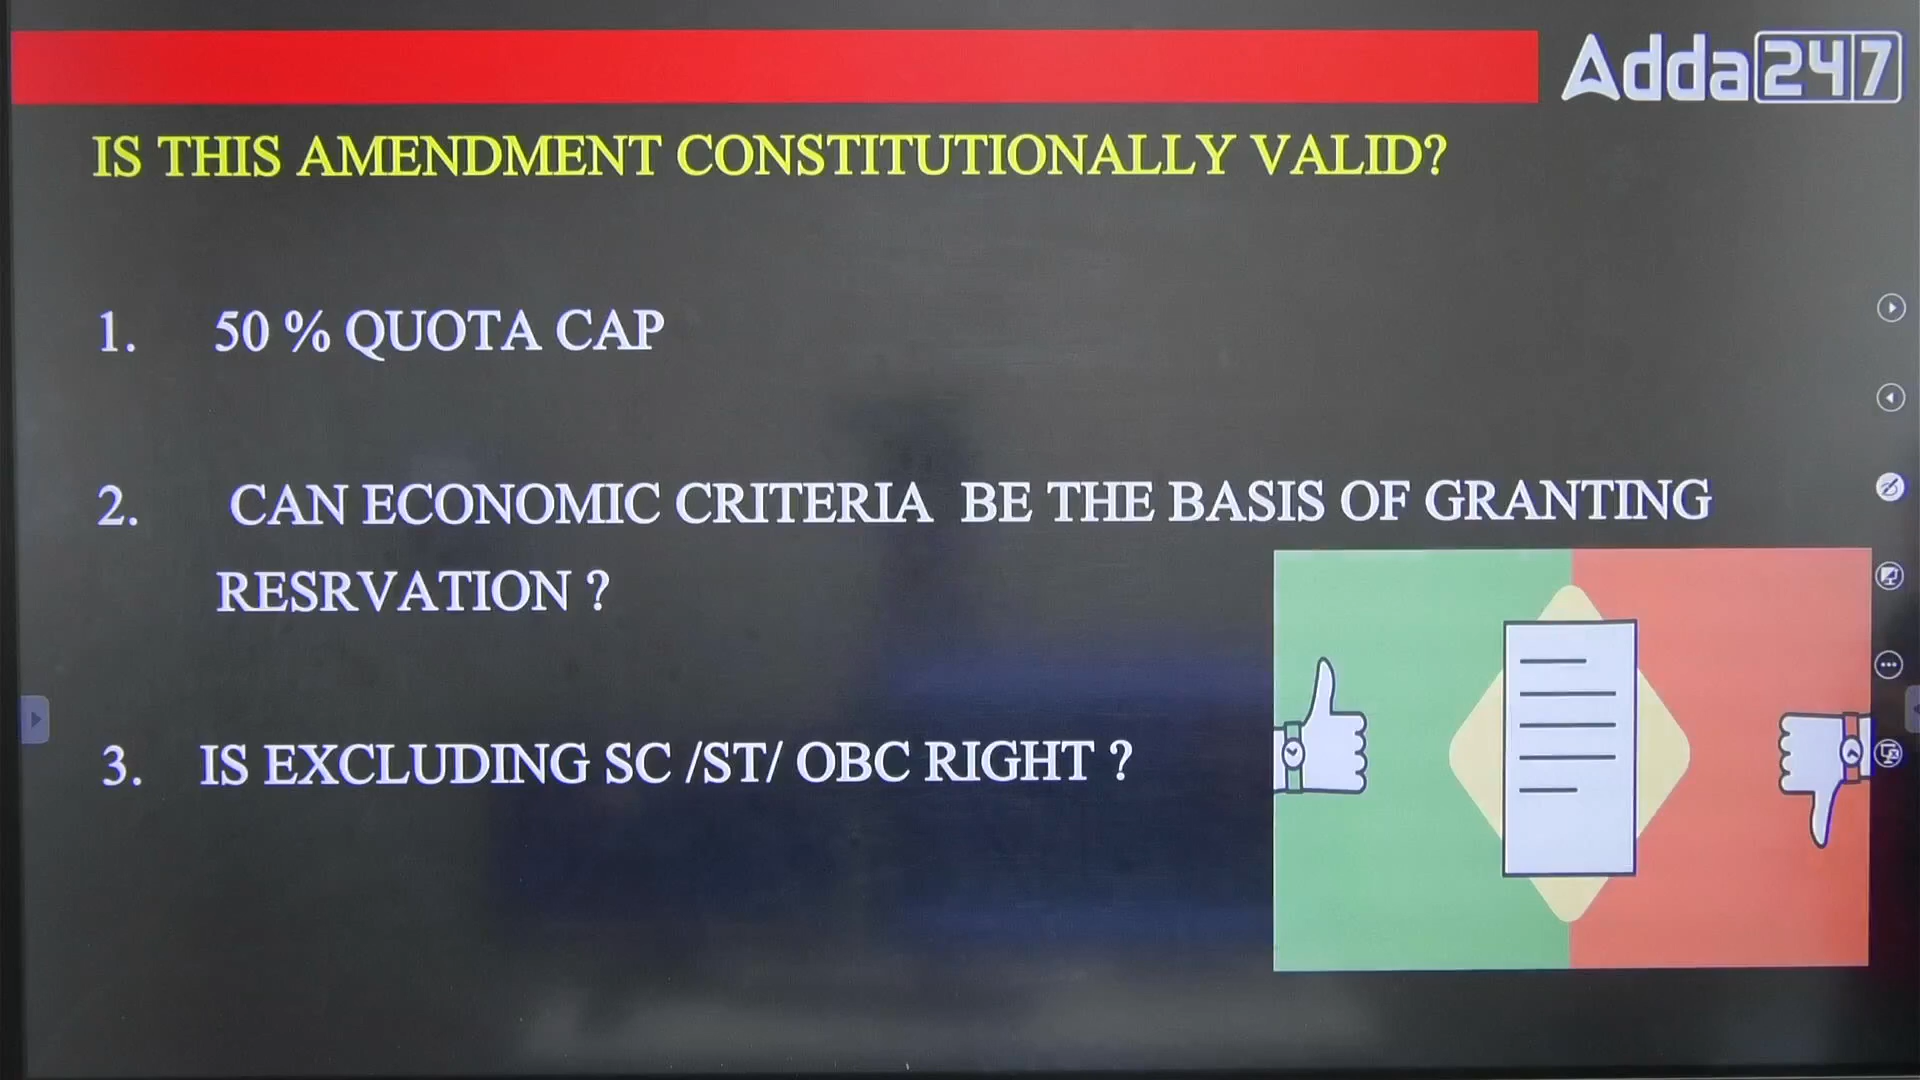 Adda247
IS THIS AMENDMENT CONSTITUTIONALLY VALID?
1. 50 % QUOTA CAP
2. CAN ECONOMIC CRITERIA BE THE BASIS OF GRANTING
RESRVATION ?
3. IS EXCLUDING SC /ST/ OBC RIGHT ?